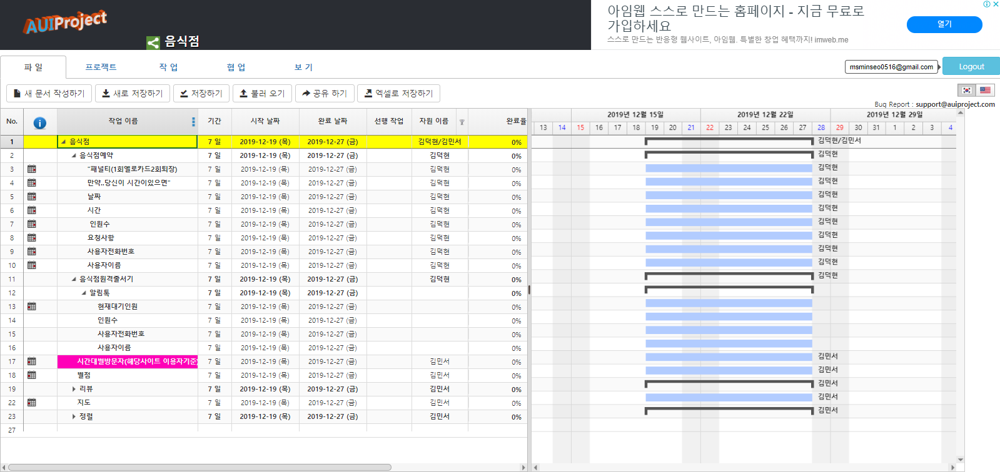 AUIProject
음식점
아임웹 스스로 만드는 홈페이지 - 지금 무료로
가입하세요
스스로 만드는 반응형 웹사이트, 아임웹. 특별한 창업 혜택까지! imweb.me
열기
파 일 프로젝트 작 업 협 업 보 기
msminseo0516@gmail.com Logout
새 문서 작성하기 새로 저장하기 저장하기 불러 오기 공유 하기 엑셀로 저장하기
Bug Report : support@auiproject.com
No. 작업 이름 기간 시작 날짜 완료 날짜 선행 작업 자원 이름 완료율
2019년 12월 15일 2019년 12월 22일 2019년 12월 29일
13 14 15 16 17 18 19 20 21 22 23 24 25 26 27 28 29 30 31 1 2 3 4
1 음식점 7 일 2019-12-19 (목) 2019-12-27 (금) 김덕현/김민서 0% 김덕현/김민서
2 음식점예약 7 일 2019-12-19 (목) 2019-12-27 (금) 김덕현 0% 김덕현
3 "패널티(1회옐로카드2회퇴장) 7 일 2019-12-19 (목) 2019-12-27 (금) 김덕현 0% 김덕현
4 만약,,당신이 시간이있으면" 7 일 2019-12-19 (목) 2019-12-27 (금) 김덕현 0% 김덕현
5 날짜 7 일 2019-12-19 (목) 2019-12-27 (금) 김덕현 0% 김덕현
6 시간 7 일 2019-12-19 (목) 2019-12-27 (금) 김덕현 0% 김덕현
7 인원수 7 일 2019-12-19 (목) 2019-12-27 (금) 김덕현 0% 김덕현
8 요청사항 7 일 2019-12-19 (목) 2019-12-27 (금) 김덕현 0% 김덕현
9 사용자전화번호 7 일 2019-12-19 (목) 2019-12-27 (금) 김덕현 0% 김덕현
10 사용자이름 7 일 2019-12-19 (목) 2019-12-27 (금) 김덕현 0% 김덕현
11 음식점원격줄서기 7 일 2019-12-19 (목) 2019-12-27 (금) 김덕현 0% 김덕현
12 알림톡 7 일 2019-12-19 (목) 2019-12-27 (금) 0%
13 현재대기인원 7 일 2019-12-19 (목) 2019-12-27 (금) 0%
14 인원수 7 일 2019-12-19 (목) 2019-12-27 (금) 0%
15 사용자전화번호 7 일 2019-12-19 (목) 2019-12-27 (금) 0%
16 사용자이름 7 일 2019-12-19 (목) 2019-12-27 (금) 0%
17 시간대별방문자(해당사이트 이용자기준) 7 일 2019-12-19 (목) 2019-12-27 (금) 김민서 0% 김민서
18 별점 7 일 2019-12-19 (목) 2019-12-27 (금) 김민서 0% 김민서
19 리뷰 7 일 2019-12-19 (목) 2019-12-27 (금) 김민서 0% 김민서
22 지도 7 일 2019-12-19 (목) 2019-12-27 (금) 김민서 0% 김민서
23 정렬 7 일 2019-12-19 (목) 2019-12-27 (금) 김민서 0% 김민서
27